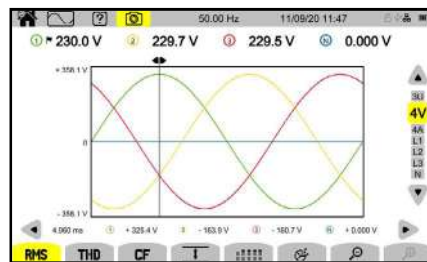 50.00 Hz 11/09/20 11:47
1 230.0 V 2 229.7 V 3 229.5 V N 0.000 V
+ 358.1 V
3U
4V
0
4A
L1
L2
L3
N
- 358.1 V
4.960 ms 1 + 325.4 V 2 - 163.9 V 3 - 160.7 V N + 0.000 V
RMS THD CF